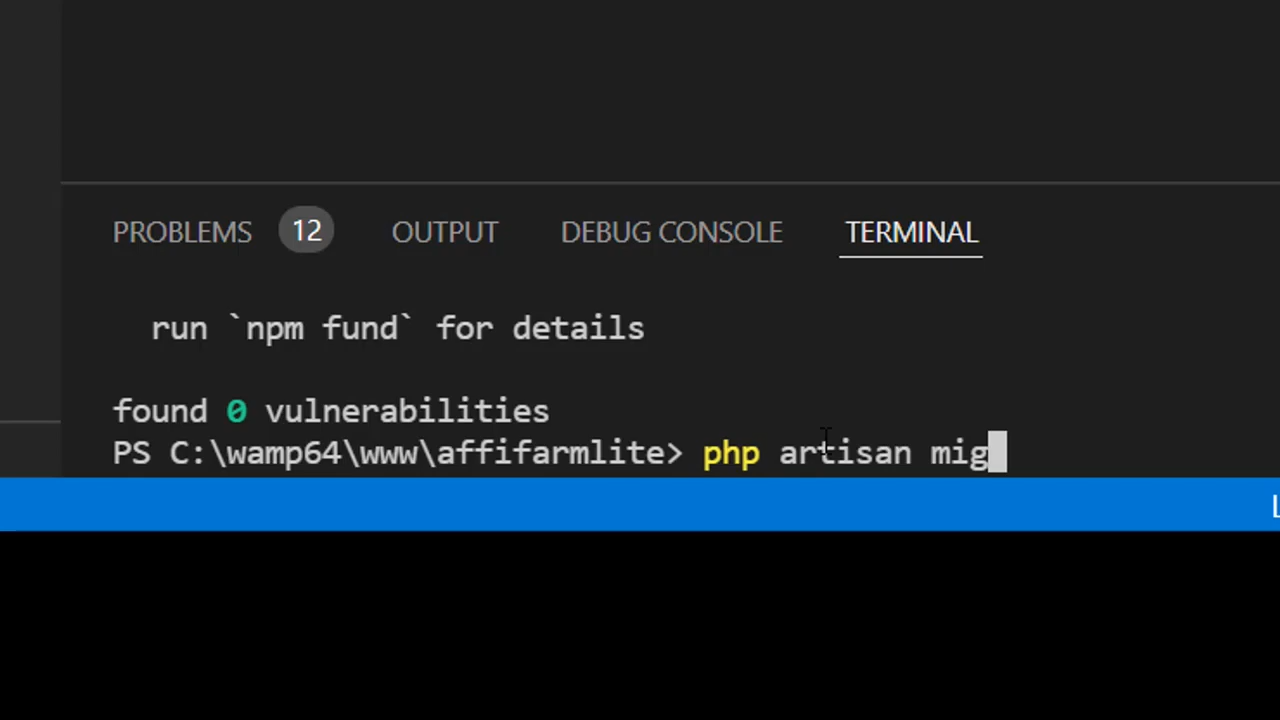 PROBLEMS 12 OUTPUT DEBUG CONSOLE TERMINAL
run `npm fund` for details
found 0 vulnerabilities
PS C:\wamp64\www\affifarmlite> php artisan mig
L